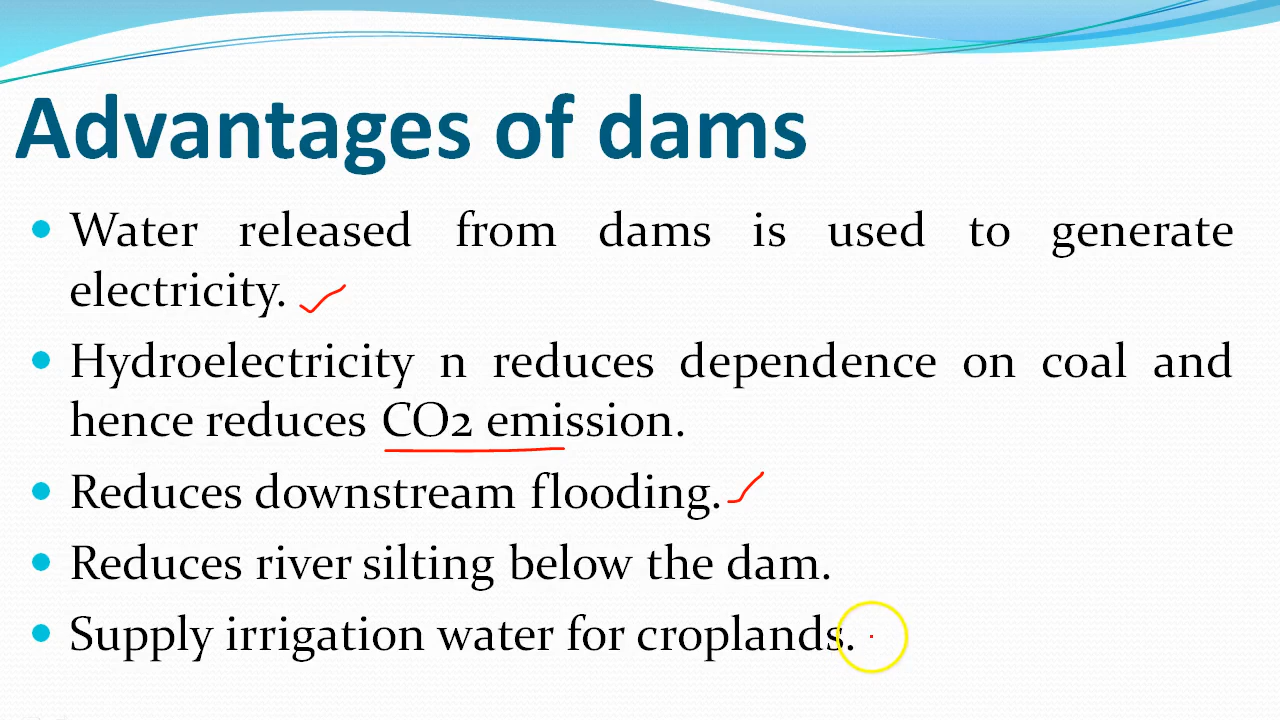 Advantages of dams
• Water released from dams is used to generate
electricity.
• Hydroelectricity n reduces dependence on coal and
hence reduces CO2 emission.
• Reduces downstream flooding.
• Reduces river silting below the dam.
• Supply irrigation water for croplands.